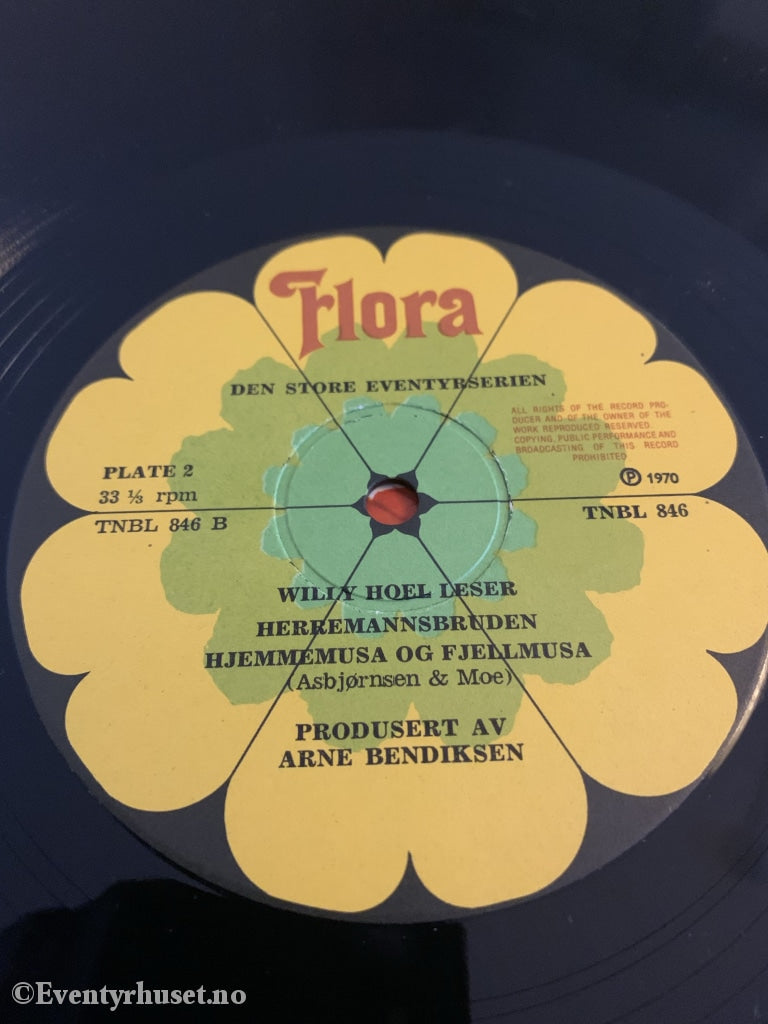 Flora
DEN STORE EVENTYRSERIEN
ALL RIGHTS OF THE RECORD PRO-
DUCER AND OF THE OWNER OF THE
WORK REPRODUCED RESERVED.
COPYING, PUBLIC PERFORMANCE AND
BROADCASTING OF THIS RECORD
PROHIBITED
PLATE 2
33 ⅓ rpm
℗ 1970
TNBL 846 B
TNBL 846
WILLY HOEL LESER
HERREMANNSBRUDEN
HJEMMEMUSA OG FJELLMUSA
(Asbjørnsen & Moe)
PRODUSERT AV
ARNE BENDIKSEN
©Eventyrhuset.no